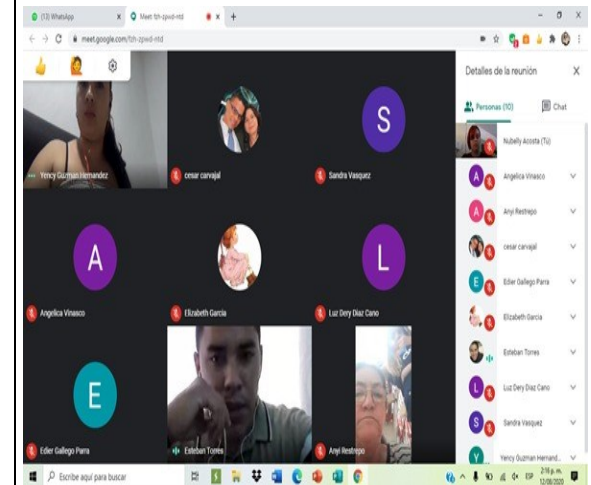 (13) WhatsApp
Meet fzh-zpwd-ntd
meet.google.com/fzh-zpwd-ntd
Detalles de la reunión
Personas (10)
Chat
Nubelly Acosta (Tú)
A Angelica Vinasco
A Anyi Restrepo
cesar carvajal
E Edier Gallego Parra
Elizabeth Garcia
Esteban Torres
L Luz Dery Diaz Cano
S Sandra Vasquez
Y Yency Guzman Hernand...
Yency Guzman Hernandez
cesar carvajal
S
Sandra Vasquez
A
Angelica Vinasco
Elizabeth Garcia
L
Luz Dery Diaz Cano
E
Edier Gallego Parra
Esteban Torres
Anyi Restrepo
Escribe aquí para buscar
ESP
2:16 p. m.
12/08/2020